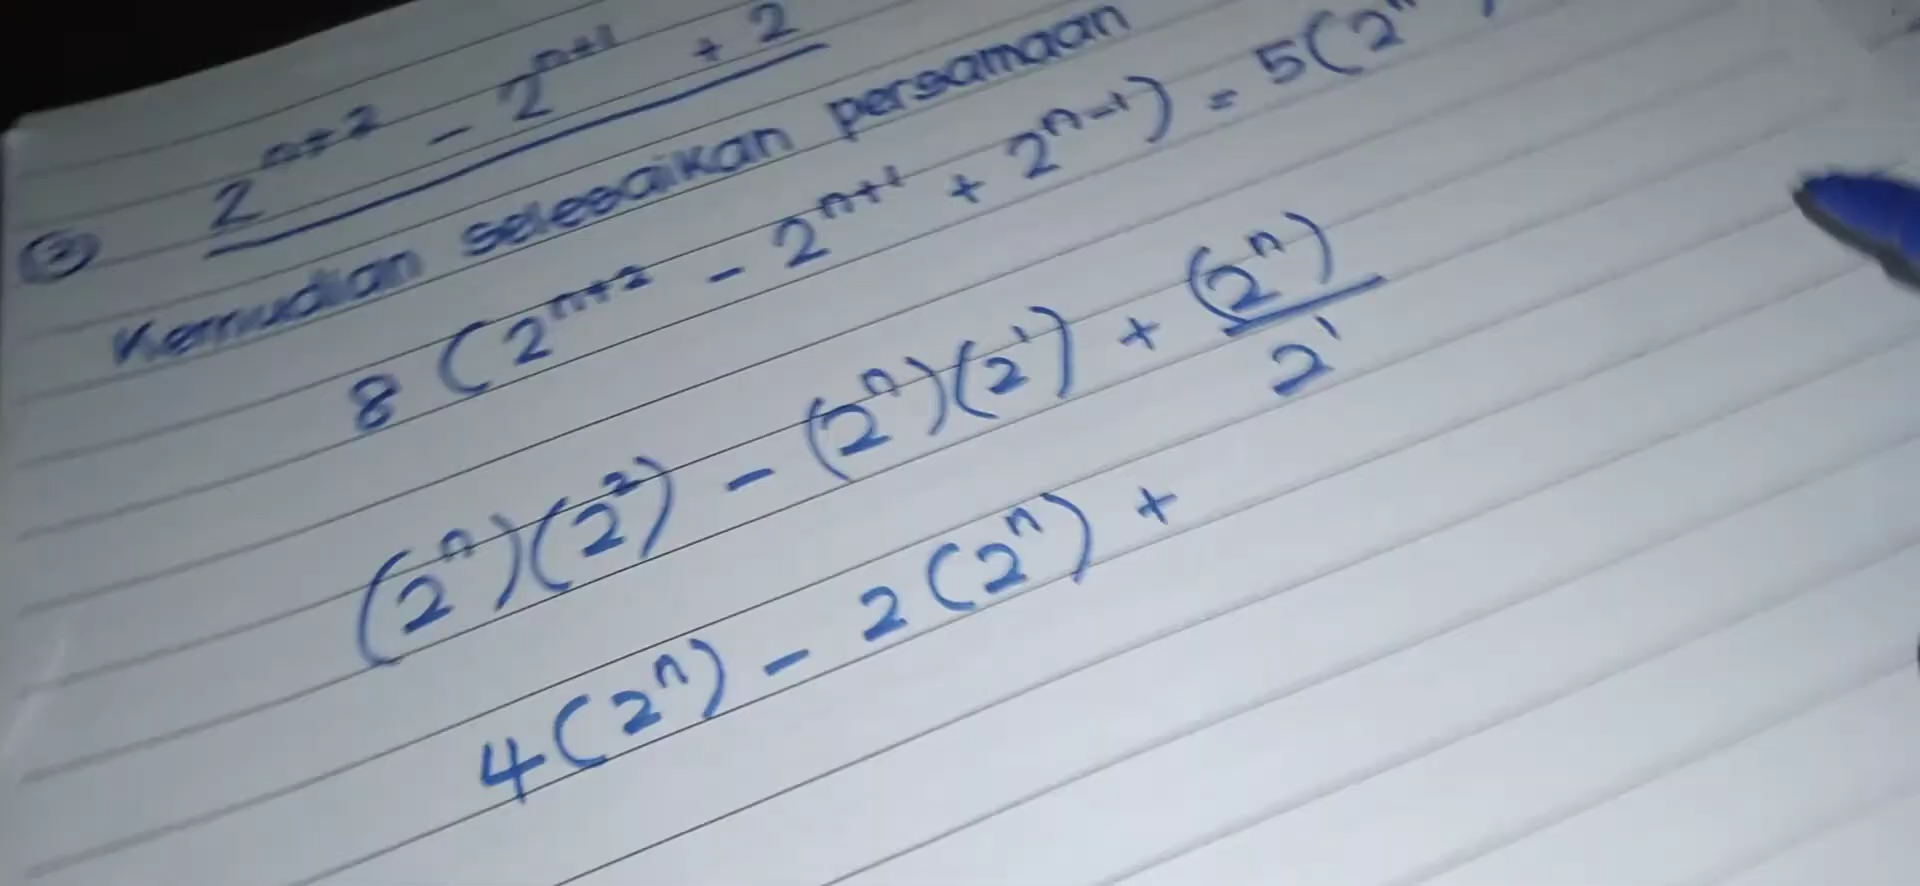 2^{n+2} - 2^{n+1} + 2
Kemudian selesaikan persamaan
8 (2^{n+2} - 2^{n+1} + 2^{n-1}) = 5(2^n
(2^n)(2^2) - (2^n)(2^1) + (2^n)/2^1
4(2^n) - 2(2^n) +